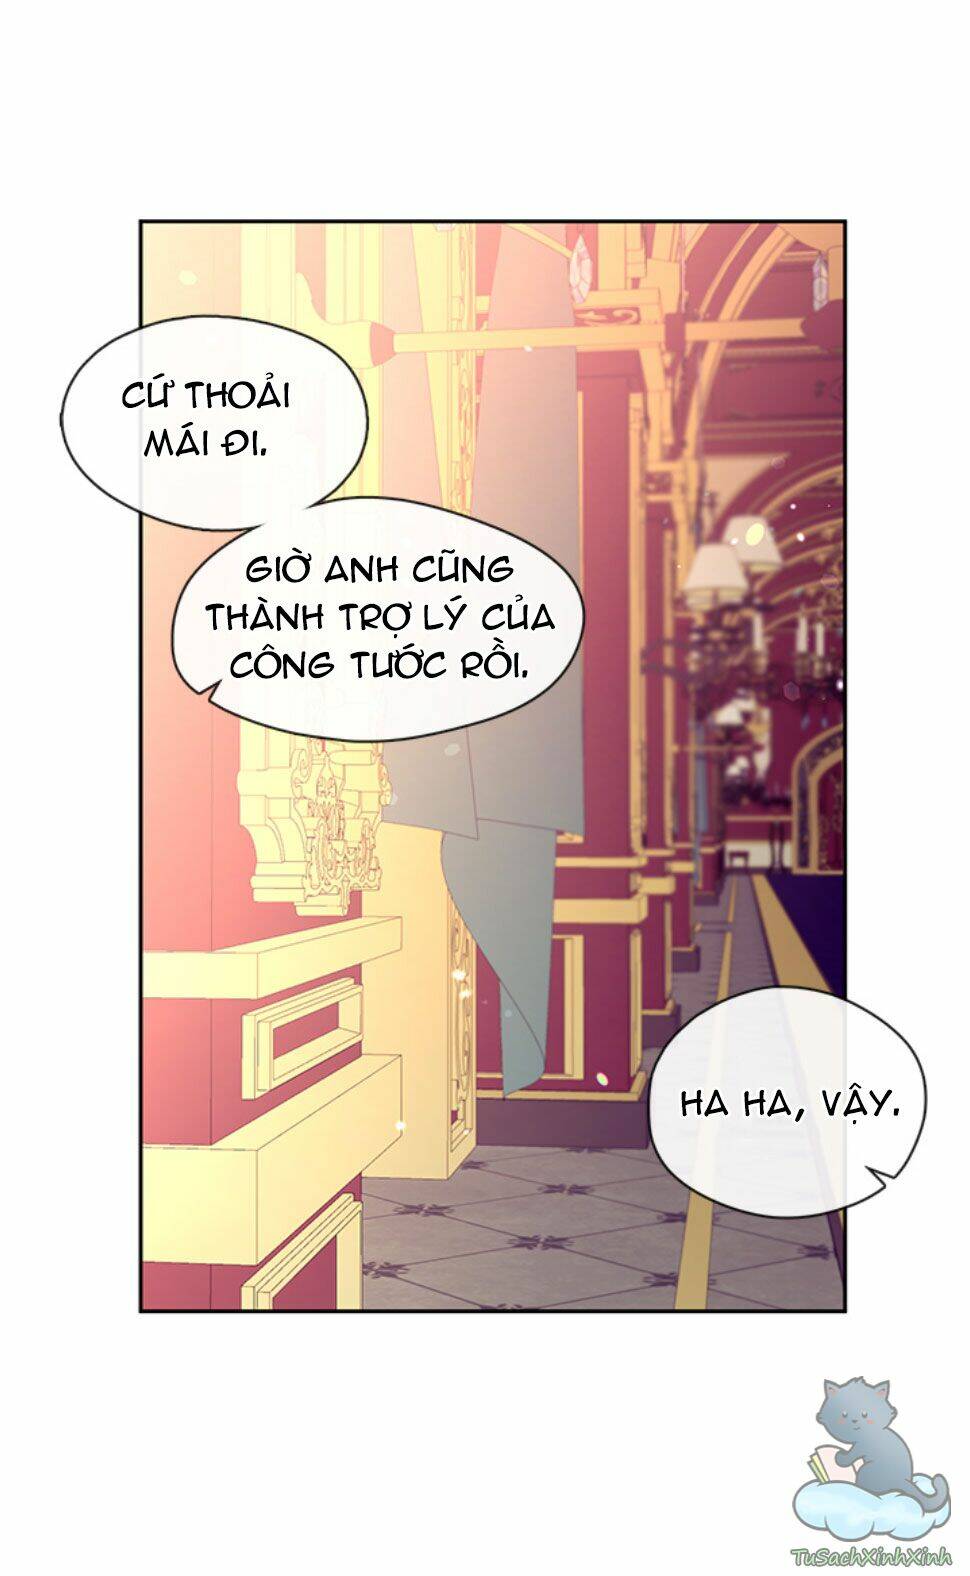 CỨ THOẢI
MÁI ĐI.
GIỜ ANH CŨNG
THÀNH TRỢ LÝ CỦA
CÔNG TƯỚC RỒI.
HA HA, VẬY.
TuSachXinhXinh